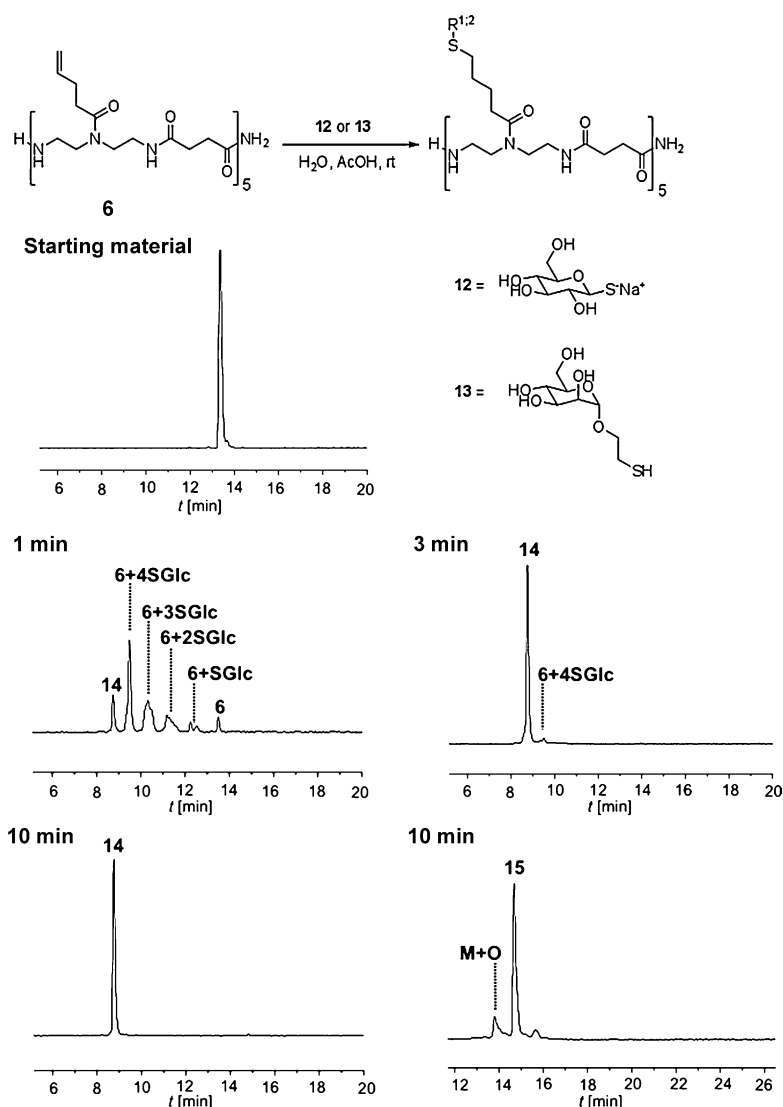 R1;2
S
O
O
H
N
H
N
N
H
O
NH2
5
6
12 or 13
H2O, AcOH, rt
O
O
H
N
H
N
N
H
O
NH2
5
Starting material
6 8 10 12 14 16 18 20
t [min]
12 =
OH
HO
HO
O
OH
S-Na+
13 =
OH
OH
HO
HO
O
O
SH
1 min
14
6+4SGlc
6+3SGlc
6+2SGlc
6+SGlc
6
6 8 10 12 14 16 18 20
t [min]
3 min
14
6+4SGlc
6 8 10 12 14 16 18 20
t [min]
10 min
14
6 8 10 12 14 16 18 20
t [min]
10 min
15
M+O
12 14 16 18 20 22 24 26
t [min]